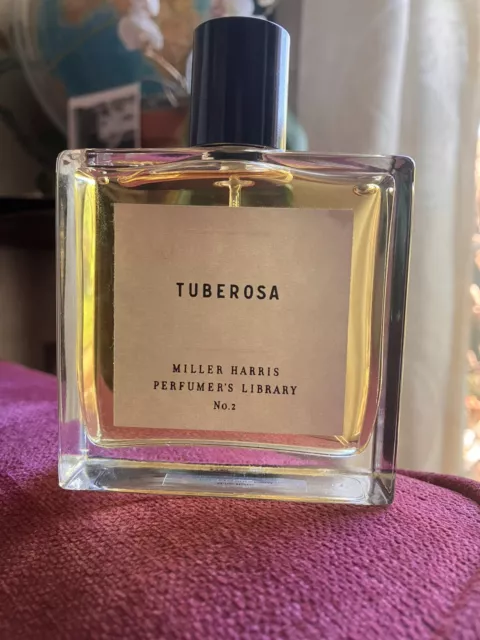 TUBEROSA
MILLER HARRIS
PERFUMER'S LIBRARY
No.2